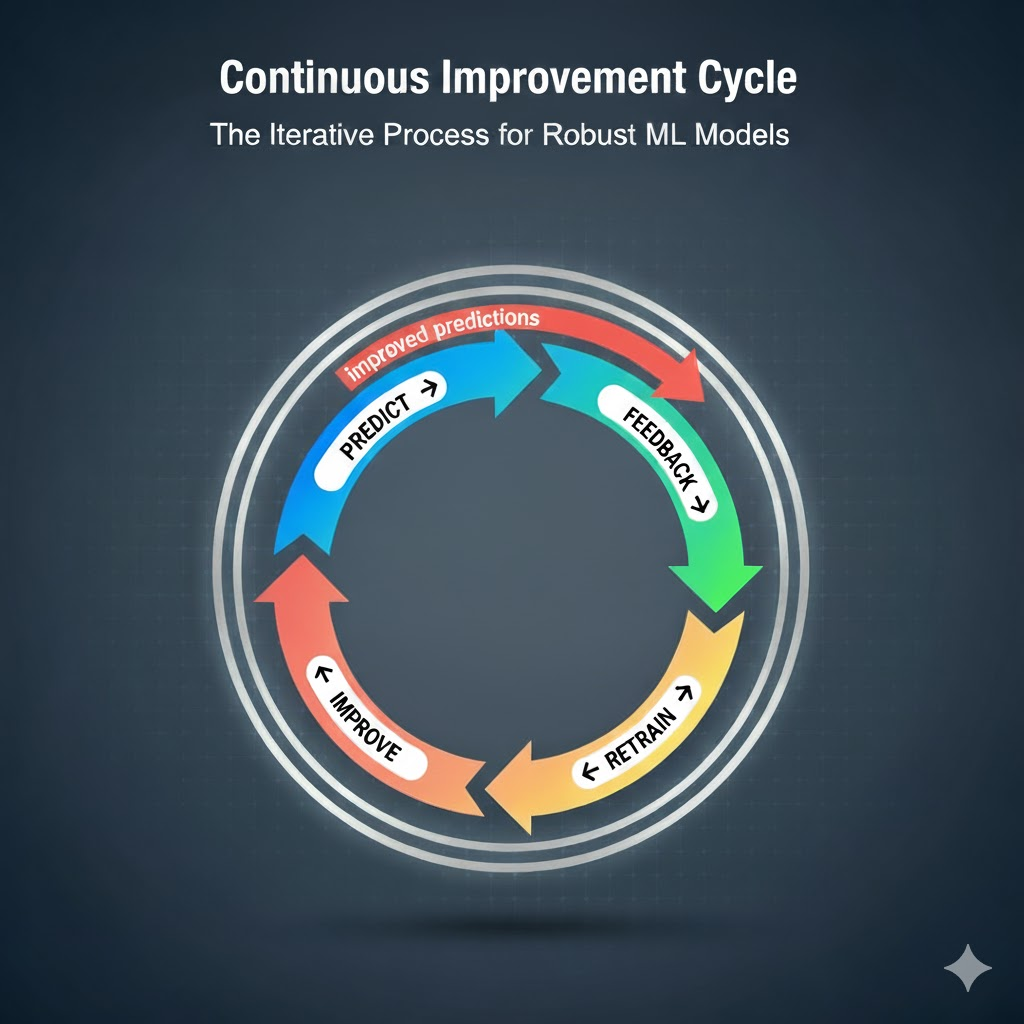 Continuous Improvement Cycle
The Iterative Process for Robust ML Models
improved predictions
PREDICT →
FEEDBACK →
← RETRAIN →
← IMPROVE